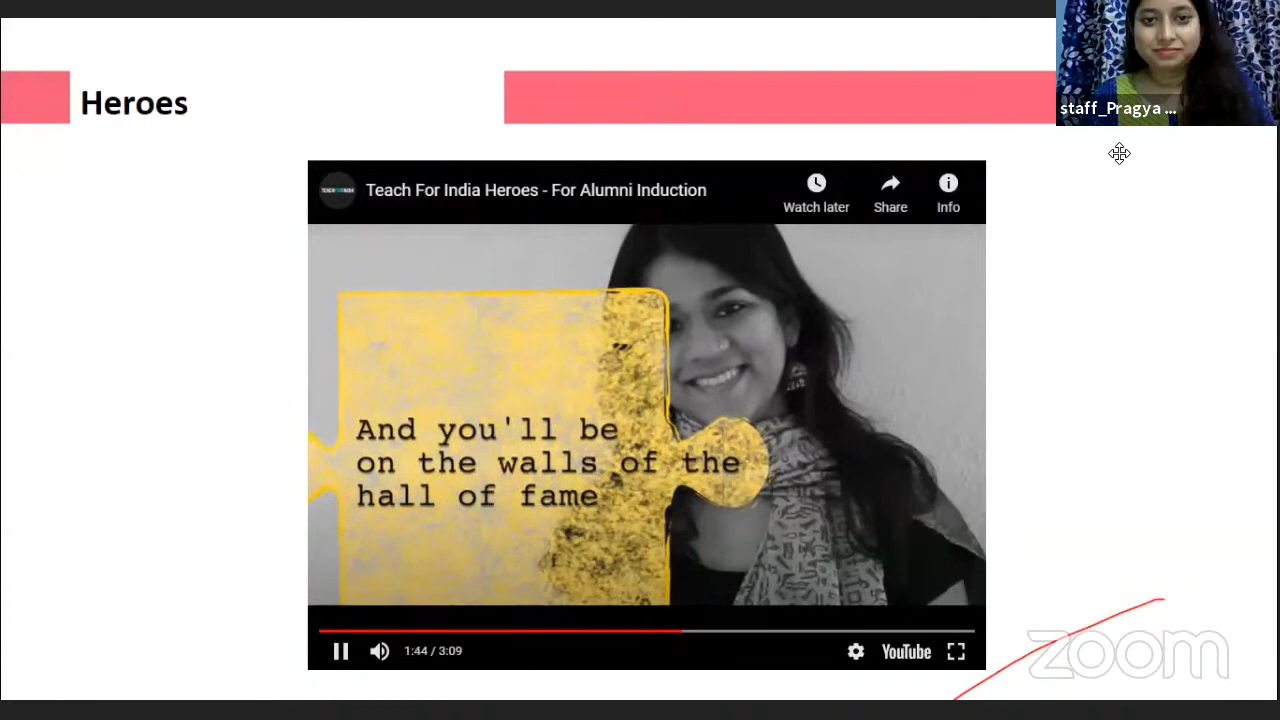 Heroes
staff_Pragya ...
TEACHFORINDIA
Teach For India Heroes - For Alumni Induction
Watch later
Share
Info
And you'll be
on the walls of the
hall of fame
1:44 / 3:09
YouTube
zoom